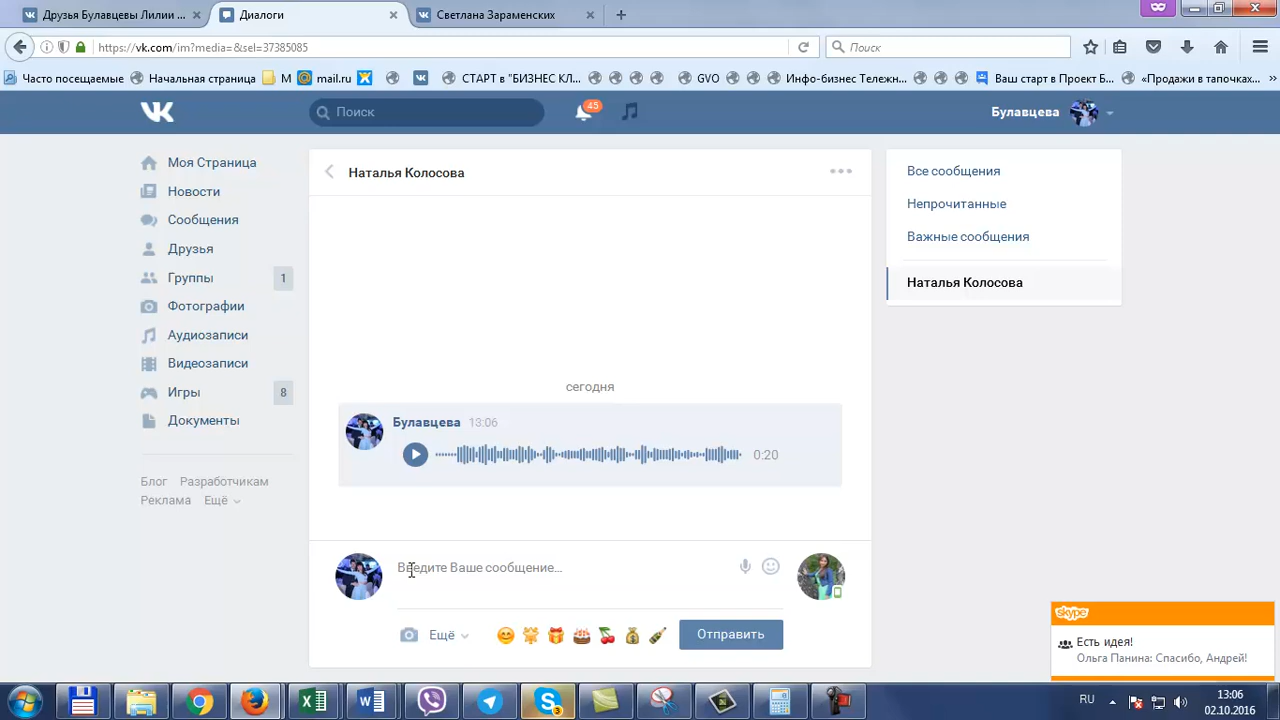 Друзья Булавцевы Лилии ...
Диалоги
Светлана Зараменских
https://vk.com/im?media=&sel=37385085
Поиск
Часто посещаемые
Начальная страница
М
mail.ru
СТАРТ в "БИЗНЕС КЛ...
GVO
Инфо-бизнес Тележн...
Ваш старт в Проект Б...
«Продажи в тапочках...
Поиск
45
Булавцева
Моя Страница
Новости
Сообщения
Друзья
Группы
1
Фотографии
Аудиозаписи
Видеозаписи
Игры
8
Документы
Блог Разработчикам
Реклама Ещё
Наталья Колосова
сегодня
Булавцева 13:06
0:20
Введите Ваше сообщение...
Ещё
Отправить
Все сообщения
Непрочитанные
Важные сообщения
Наталья Колосова
skype
Есть идея!
Ольга Панина: Спасибо, Андрей!
3
RU
13:06
02.10.2016